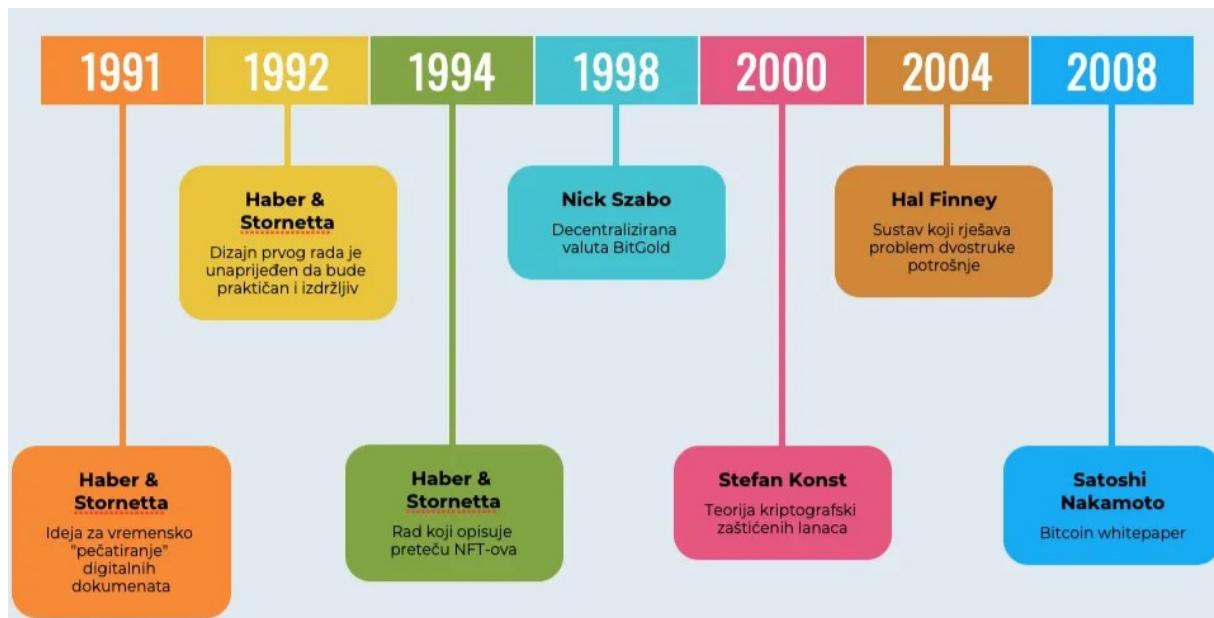 1991
1992
1994
1998
2000
2004
2008
Haber &
Stornetta
Dizajn prvog rada je
unaprijeđen da bude
praktičan i izdržljiv
Nick Szabo
Decentralizirana
valuta BitGold
Hal Finney
Sustav koji rješava
problem dvostruke
potrošnje
Haber &
Stornetta
Ideja za vremensko
"pečatiranje"
digitalnih
dokumenata
Haber &
Stornetta
Rad koji opisuje
preteču NFT-ova
Stefan Konst
Teorija kriptografski
zaštićenih lanaca
Satoshi
Nakamoto
Bitcoin whitepaper